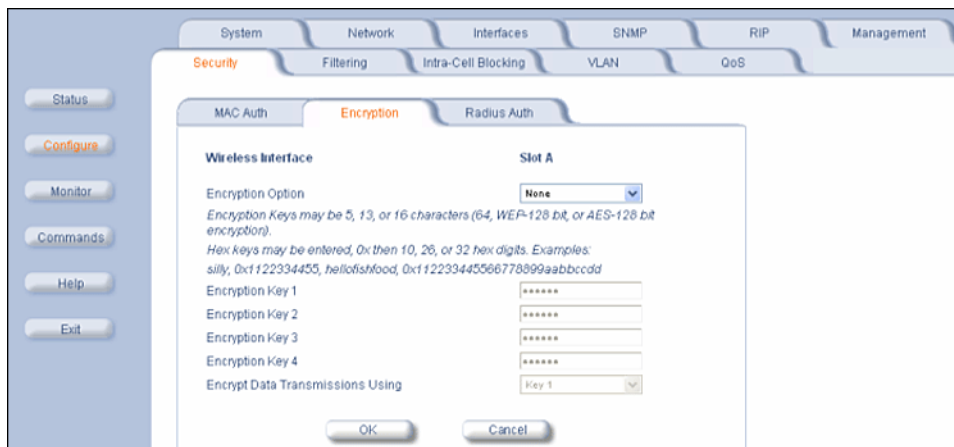 System Network Interfaces SNMP RIP Management
Security Filtering Intra-Cell Blocking VLAN QoS
Status
Configure
Monitor
Commands
Help
Exit
MAC Auth Encryption Radius Auth
Wireless Interface Slot A
Encryption Option None
Encryption Keys may be 5, 13, or 16 characters (64, WEP-128 bit, or AES-128 bit
encryption).
Hex keys may be entered, 0x then 10, 26, or 32 hex digits. Examples:
silly, 0x1122334455, hellofishfood, 0x112233445566778899aabbccdd
Encryption Key 1 ******
Encryption Key 2 ******
Encryption Key 3 ******
Encryption Key 4 ******
Encrypt Data Transmissions Using Key 1
OK Cancel